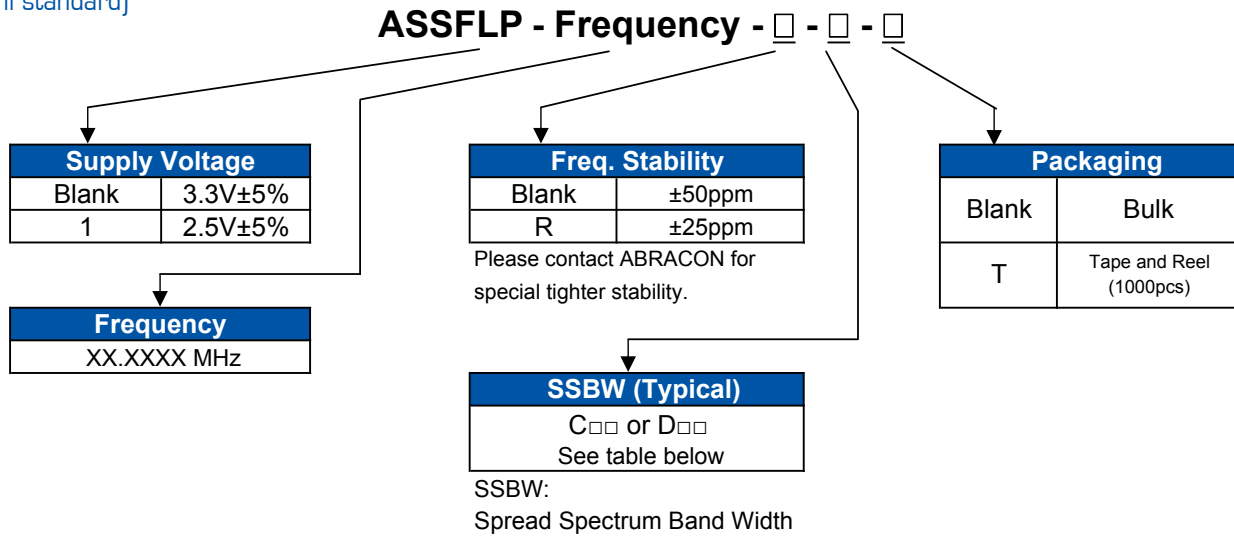 standard)
ASSFLP - Frequency - □ - □ - □
Supply Voltage
Blank 3.3V±5%
1 2.5V±5%
Frequency
XX.XXXX MHz
Freq. Stability
Blank ±50ppm
R ±25ppm
Please contact ABRACON for
special tighter stability.
SSBW (Typical)
C□□ or D□□
See table below
SSBW:
Spread Spectrum Band Width
Packaging
Blank Bulk
T Tape and Reel
(1000pcs)